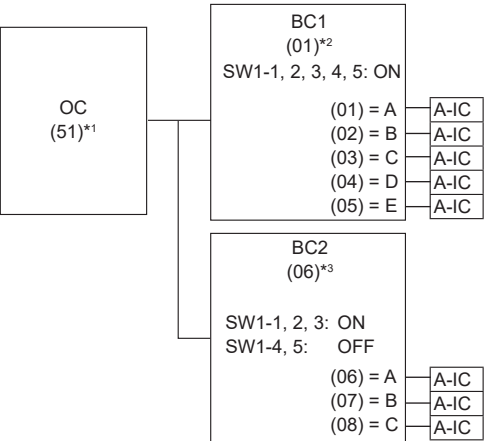 OC
(51)*1
BC1
(01)*2
SW1-1, 2, 3, 4, 5: ON
(01) = A A-IC
(02) = B A-IC
(03) = C A-IC
(04) = D A-IC
(05) = E A-IC
BC2
(06)*3
SW1-1, 2, 3: ON
SW1-4, 5: OFF
(06) = A A-IC
(07) = B A-IC
(08) = C A-IC